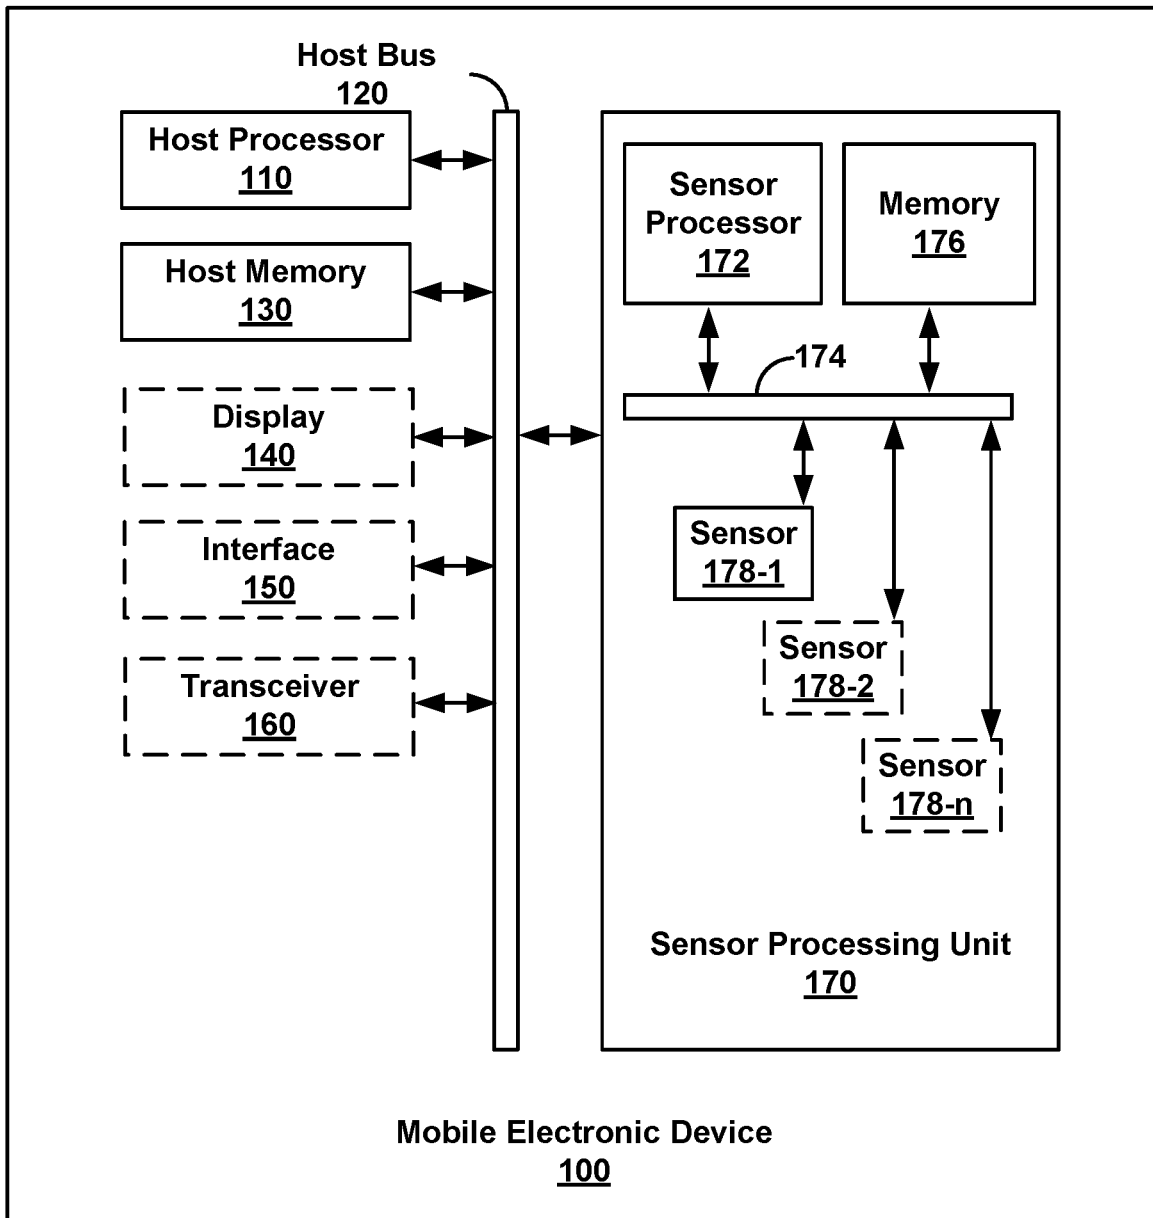 Host Bus
120
Host Processor
110
Host Memory
130
Display
140
Interface
150
Transceiver
160
Sensor
Processor
172
Memory
176
174
Sensor
178-1
Sensor
178-2
Sensor
178-n
Sensor Processing Unit
170
Mobile Electronic Device
100